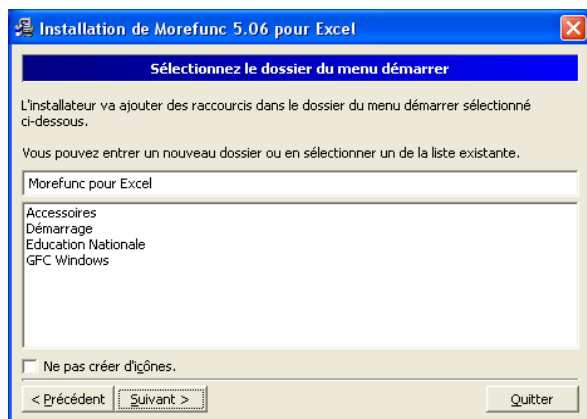 Installation de Morefunc 5.06 pour Excel
Sélectionnez le dossier du menu démarrer
L'installateur va ajouter des raccourcis dans le dossier du menu démarrer sélectionné
ci-dessous.
Vous pouvez entrer un nouveau dossier ou en sélectionner un de la liste existante.
Morefunc pour Excel
Accessoires
Démarrage
Education Nationale
GFC Windows
Ne pas créer d'icônes.
< Précédent Suivant > Quitter